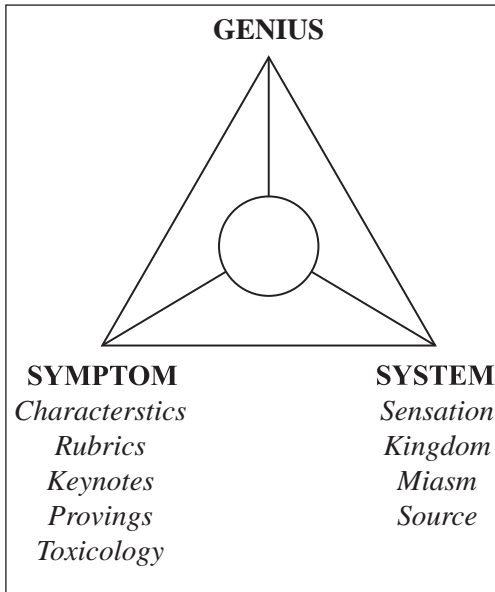 GENIUS
SYMPTOM
Characterstics
Rubrics
Keynotes
Provings
Toxicology
SYSTEM
Sensation
Kingdom
Miasm
Source